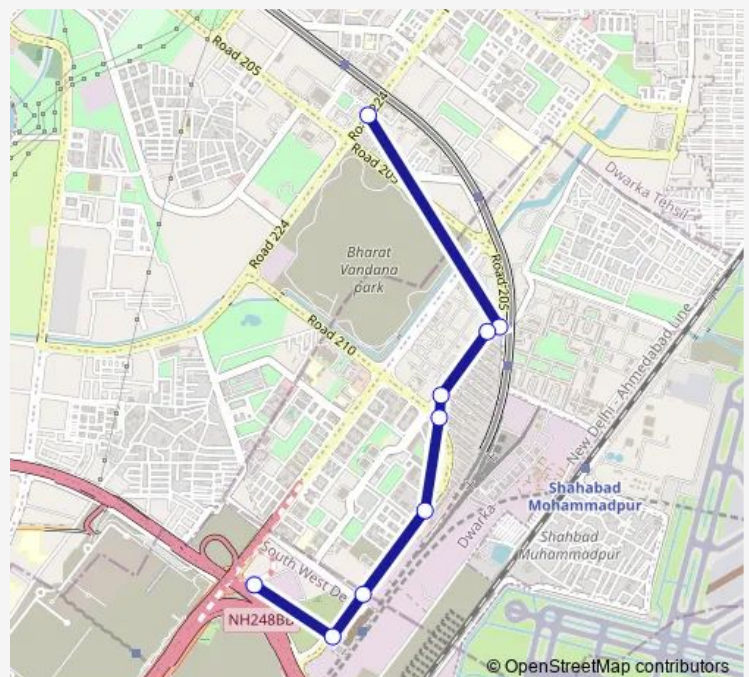 Road 205
Road 224
Road 205
Dwarka Tehsil
Road 224
Bharat
Vandana
park
Road 205
Road 210
New Delhi - Ahmedabad Line
Shahabad
Mohammadpur
Dwarka
Shahbad
Muhammadpur
South West De
NH248BB
© OpenStreetMap contributors